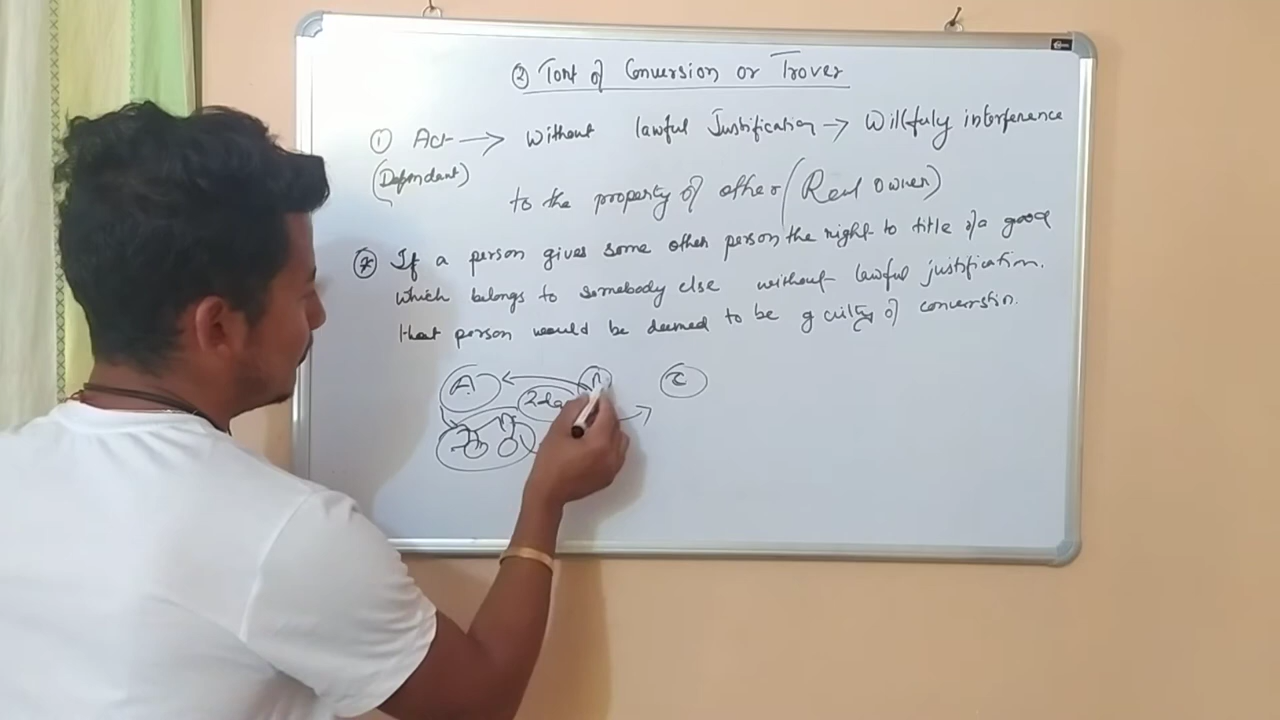 ② Tort of Conversion or Trover
① Act → Without lawful Justification → Willfuly interference
(Defendant)
to the property of other (Real owner)
If a person gives some other person the right to title of a good
which belongs to somebody else without lawful justification.
that person would be deemed to be guilty of conversion.
A C